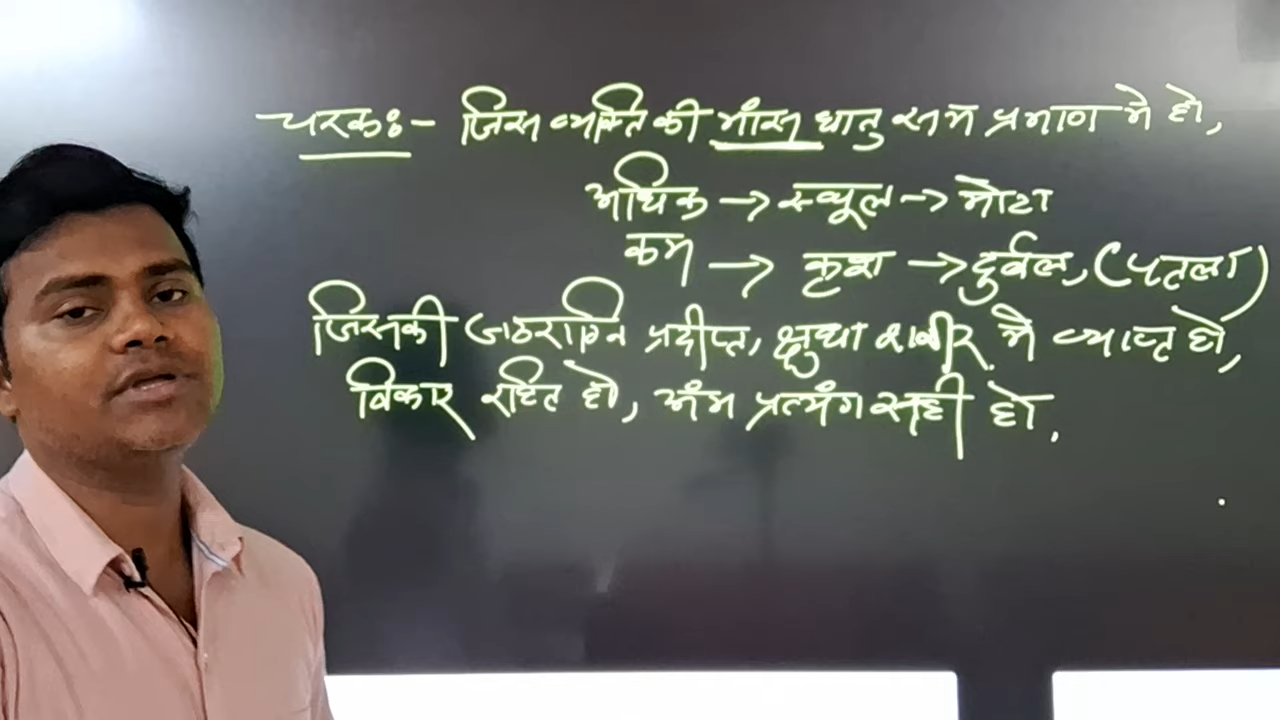 चरकः- जिस व्यक्ति की मांस धातु सम प्रमाण मे हो,
अधिक → स्थूल → मोटा
कम → कृश → दुर्बल, (पतला)
जिसकी जठराग्नि प्रदीप्त, क्षुधा शरीर मे व्याप्त हो,
विकार रहित हो, अंग प्रत्यंग सही हो.